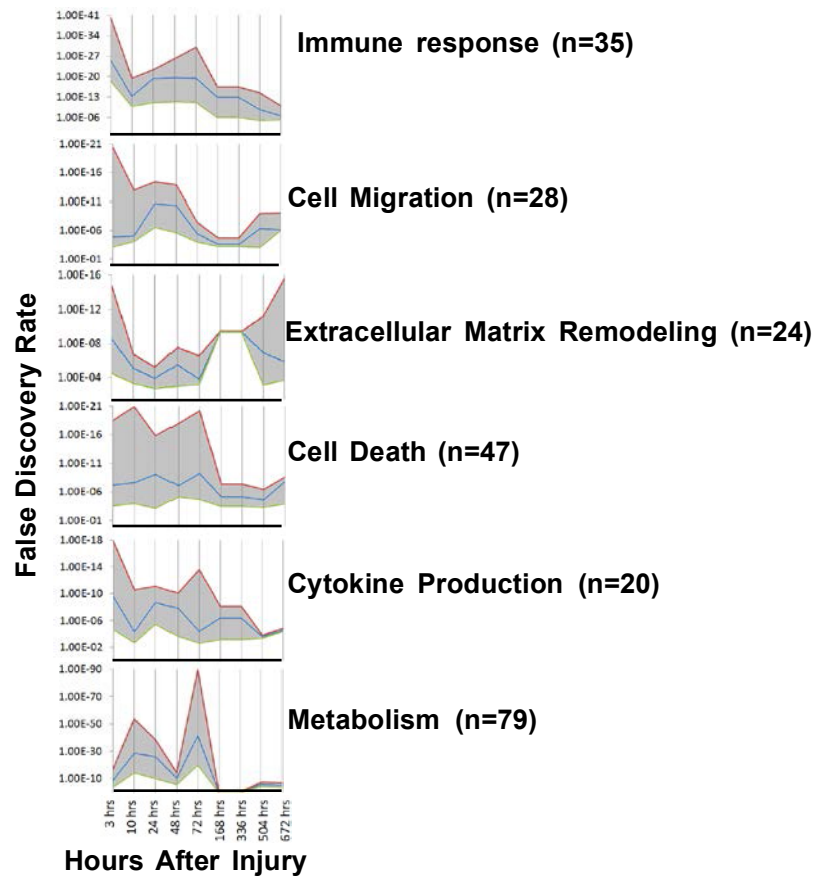 1.00E-41
1.00E-34
1.00E-27
1.00E-20
1.00E-13
1.00E-06
Immune response (n=35)
1.00E-21
1.00E-16
1.00E-11
1.00E-06
1.00E-01
Cell Migration (n=28)
1.00E-16
1.00E-12
1.00E-08
1.00E-04
Extracellular Matrix Remodeling (n=24)
1.00E-21
1.00E-16
1.00E-11
1.00E-06
1.00E-01
Cell Death (n=47)
1.00E-18
1.00E-14
1.00E-10
1.00E-06
1.00E-02
Cytokine Production (n=20)
1.00E-90
1.00E-70
1.00E-50
1.00E-30
1.00E-10
Metabolism (n=79)
False Discovery Rate
3 hrs
10 hrs
24 hrs
48 hrs
72 hrs
168 hrs
336 hrs
504 hrs
672 hrs
Hours After Injury